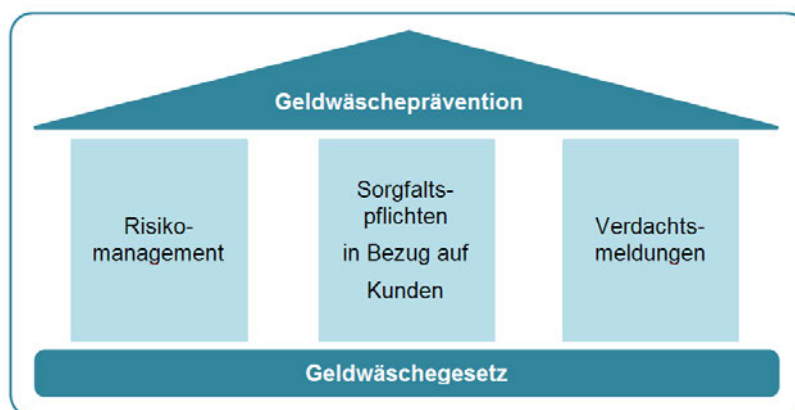 Geldwäscheprävention
Risiko-
management
Sorgfalts-
pflichten
in Bezug auf
Kunden
Verdachts-
meldungen
Geldwäschegesetz